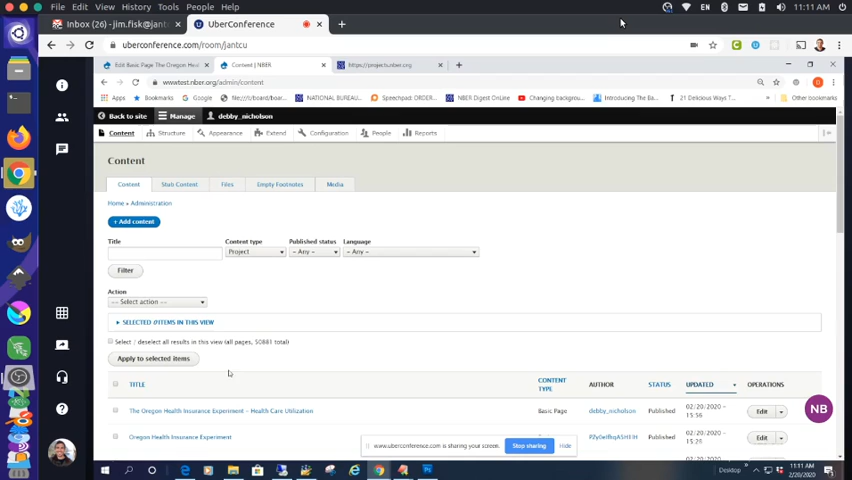 File Edit View History Tools People Help
EN
11:11 AM
Inbox (26) - jim.fisk@jant
UberConference
uberconference.com/room/jantcu
Edit Basic Page The Oregon Heal
Content | NBER
https://projects.nber.org
wwwtest.nber.org/admin/content
Apps Bookmarks Google NATIONAL BUREAU... Speechpad: ORDER... NBER Digest OnLine Changing backgrou... Introducing The Ea... 21 Delicious Ways T... Other bookmarks
Back to site Manage debby_nicholson
Content Structure Appearance Extend Configuration People Reports
Content
Content Stub Content Files Empty Footnotes Media
Home » Administration
+ Add content
Title Content type Published status Language
Project - Any - - Any -
Filter
Action
-- Select action --
SELECTED 0 ITEMS IN THIS VIEW
Select / deselect all results in this view (all pages, 50881 total)
Apply to selected items
TITLE CONTENT TYPE AUTHOR STATUS UPDATED OPERATIONS
The Oregon Health Insurance Experiment - Health Care Utilization Basic Page debby_nicholson Published 02/20/2020 - 15:56 Edit
NB
Oregon Health Insurance Experiment Published 02/20/2020 - 15:25 Edit
www.uberconference.com is sharing your screen. Stop sharing Hide
Desktop
11:11 AM
2/20/2020